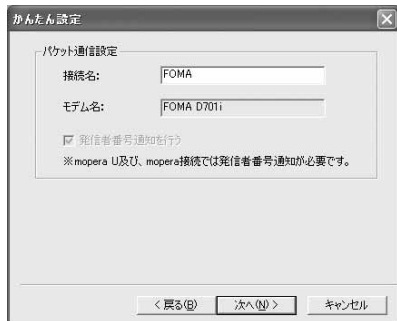 かんたん設定
パケット通信設定
接続名: FOMA
モデム名: FOMA D701i
発信者番号通知を行う
※mopera U及び、mopera接続では発信者番号通知が必要です。
< 戻る(B) 次へ(N) > キャンセル